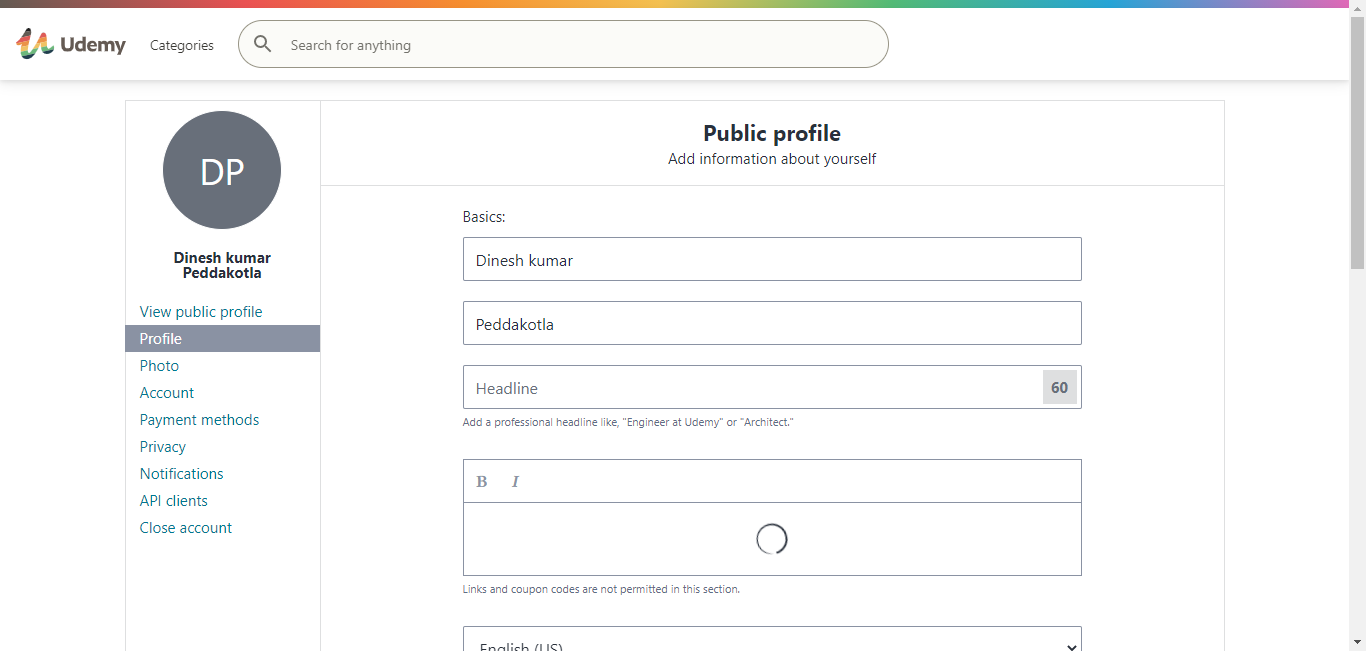 Udemy
Categories
Search for anything
DP
Dinesh kumar
Peddakotla
View public profile
Profile
Photo
Account
Payment methods
Privacy
Notifications
API clients
Close account
Public profile
Add information about yourself
Basics:
Dinesh kumar
Peddakotla
Headline
60
Add a professional headline like, "Engineer at Udemy" or "Architect."
B I
Links and coupon codes are not permitted in this section.
English (US)